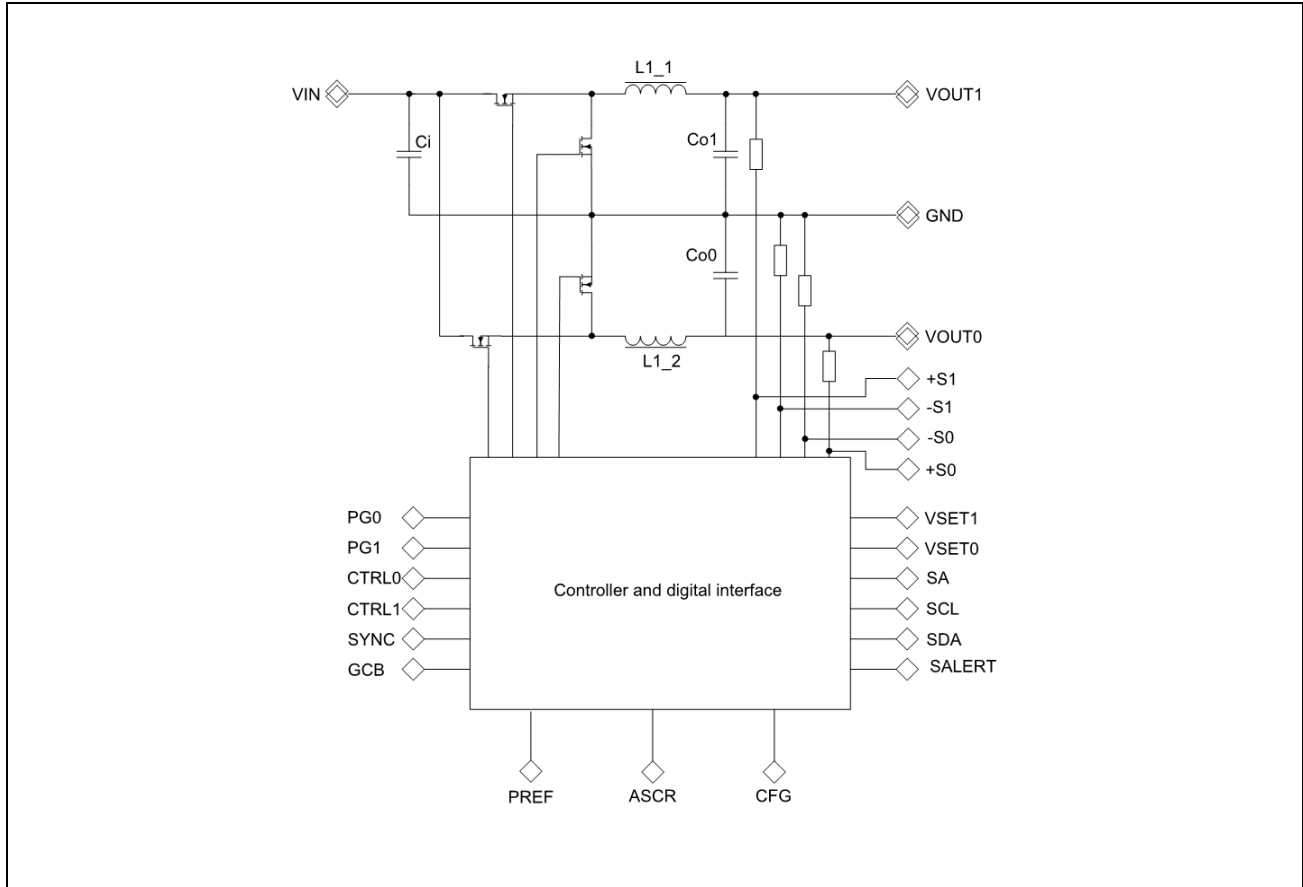 L1_1
VIN
VOUT1
Ci
Co1
GND
Co0
VOUT0
L1_2
+S1
-S1
-S0
+S0
PG0
VSET1
PG1
VSET0
CTRL0
SA
Controller and digital interface
CTRL1
SCL
SYNC
SDA
GCB
SALERT
PREF
ASCR
CFG